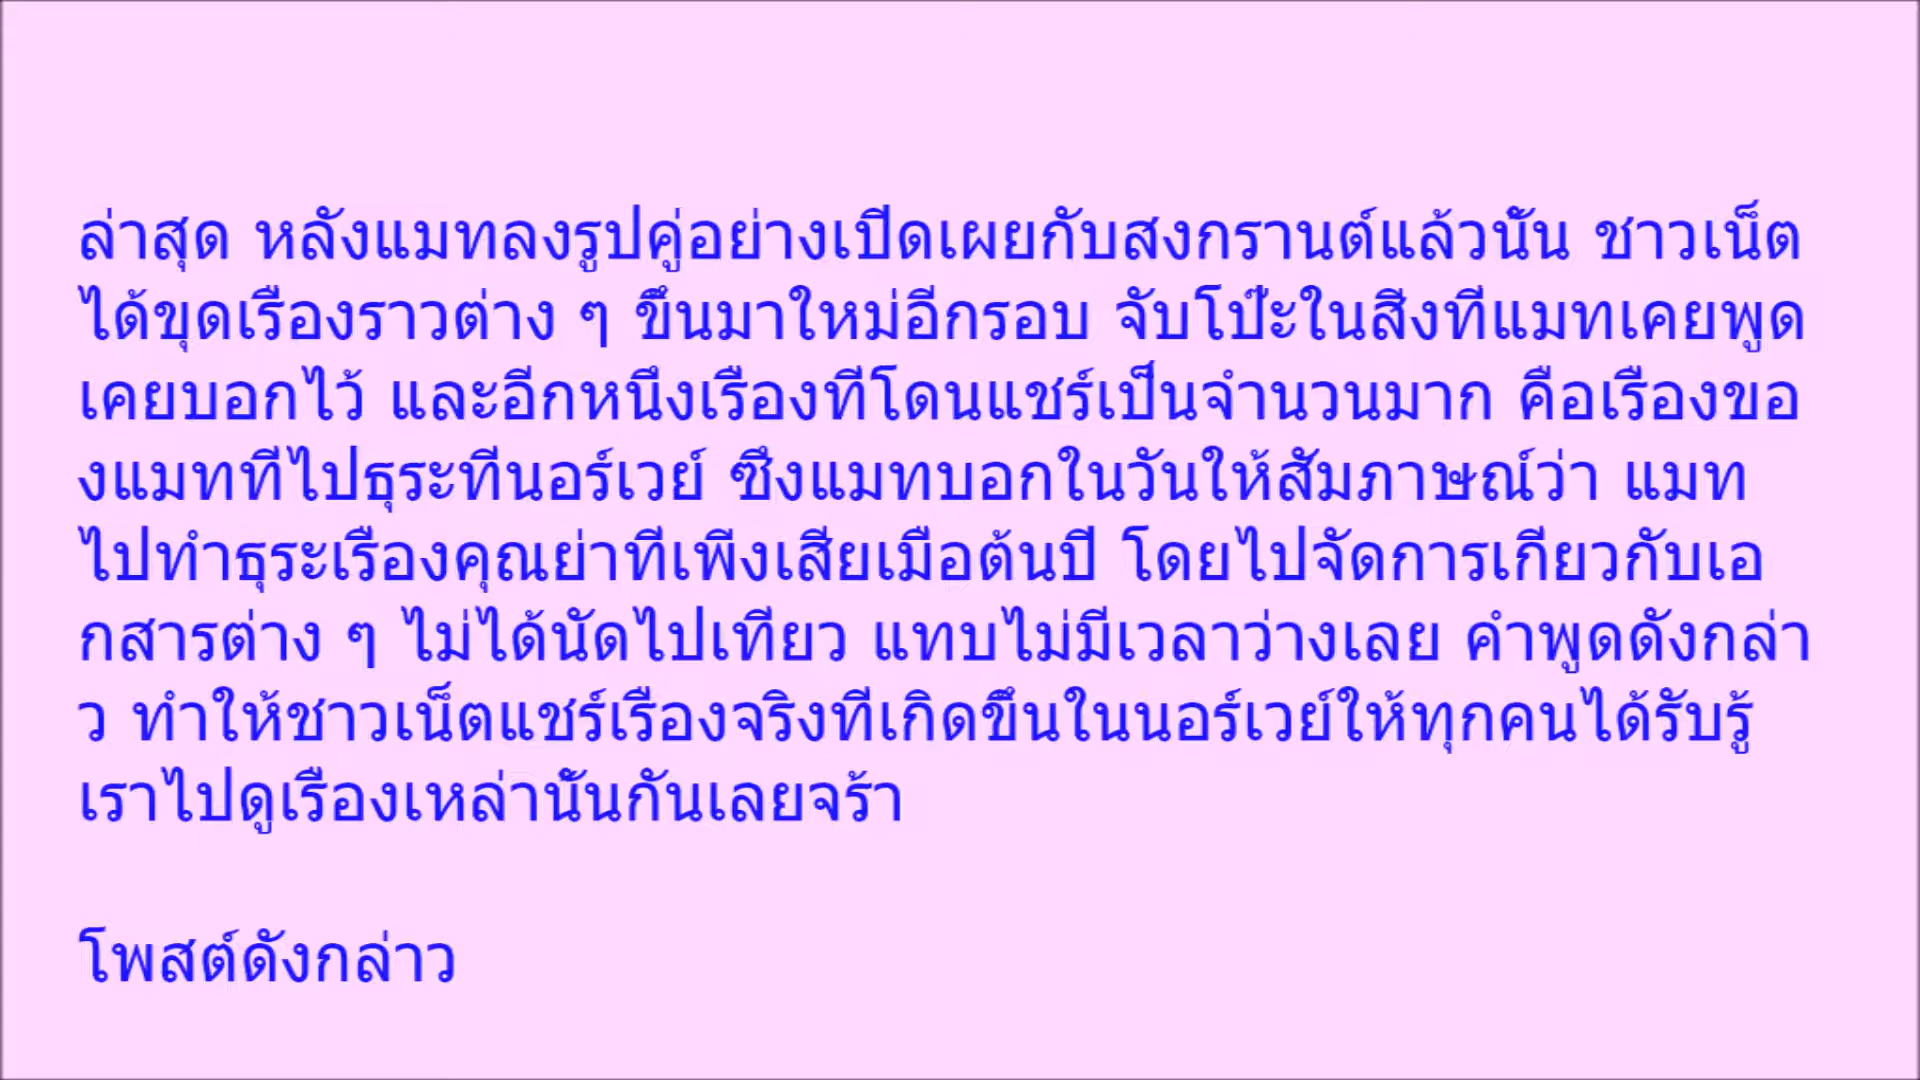 ล่าสุด หลังแมทลงรูปคู่อย่างเปิดเผยกับสงกรานต์แล้วนั้น ชาวเน็ต
ได้ขุดเรื่องราวต่าง ๆ ขึ้นมาใหม่อีกรอบ จับโป๊ะในสิ่งที่แมทเคยพูด
เคยบอกไว้ และอีกหนึ่งเรื่องที่โดนแชร์เป็นจำนวนมาก คือเรื่องขอ
งแมทที่ไปธุระที่นอร์เวย์ ซึ่งแมทบอกในวันให้สัมภาษณ์ว่า แมท
ไปทำธุระเรื่องคุณย่าที่เพิ่งเสียเมื่อต้นปี โดยไปจัดการเกี่ยวกับเอ
กสารต่าง ๆ ไม่ได้นัดไปเที่ยว แทบไม่มีเวลาว่างเลย คำพูดดังกล่า
ว ทำให้ชาวเน็ตแชร์เรื่องจริงที่เกิดขึ้นในนอร์เวย์ให้ทุกคนได้รับรู้
เราไปดูเรื่องเหล่านั้นกันเลยจร้า
โพสต์ดังกล่าว